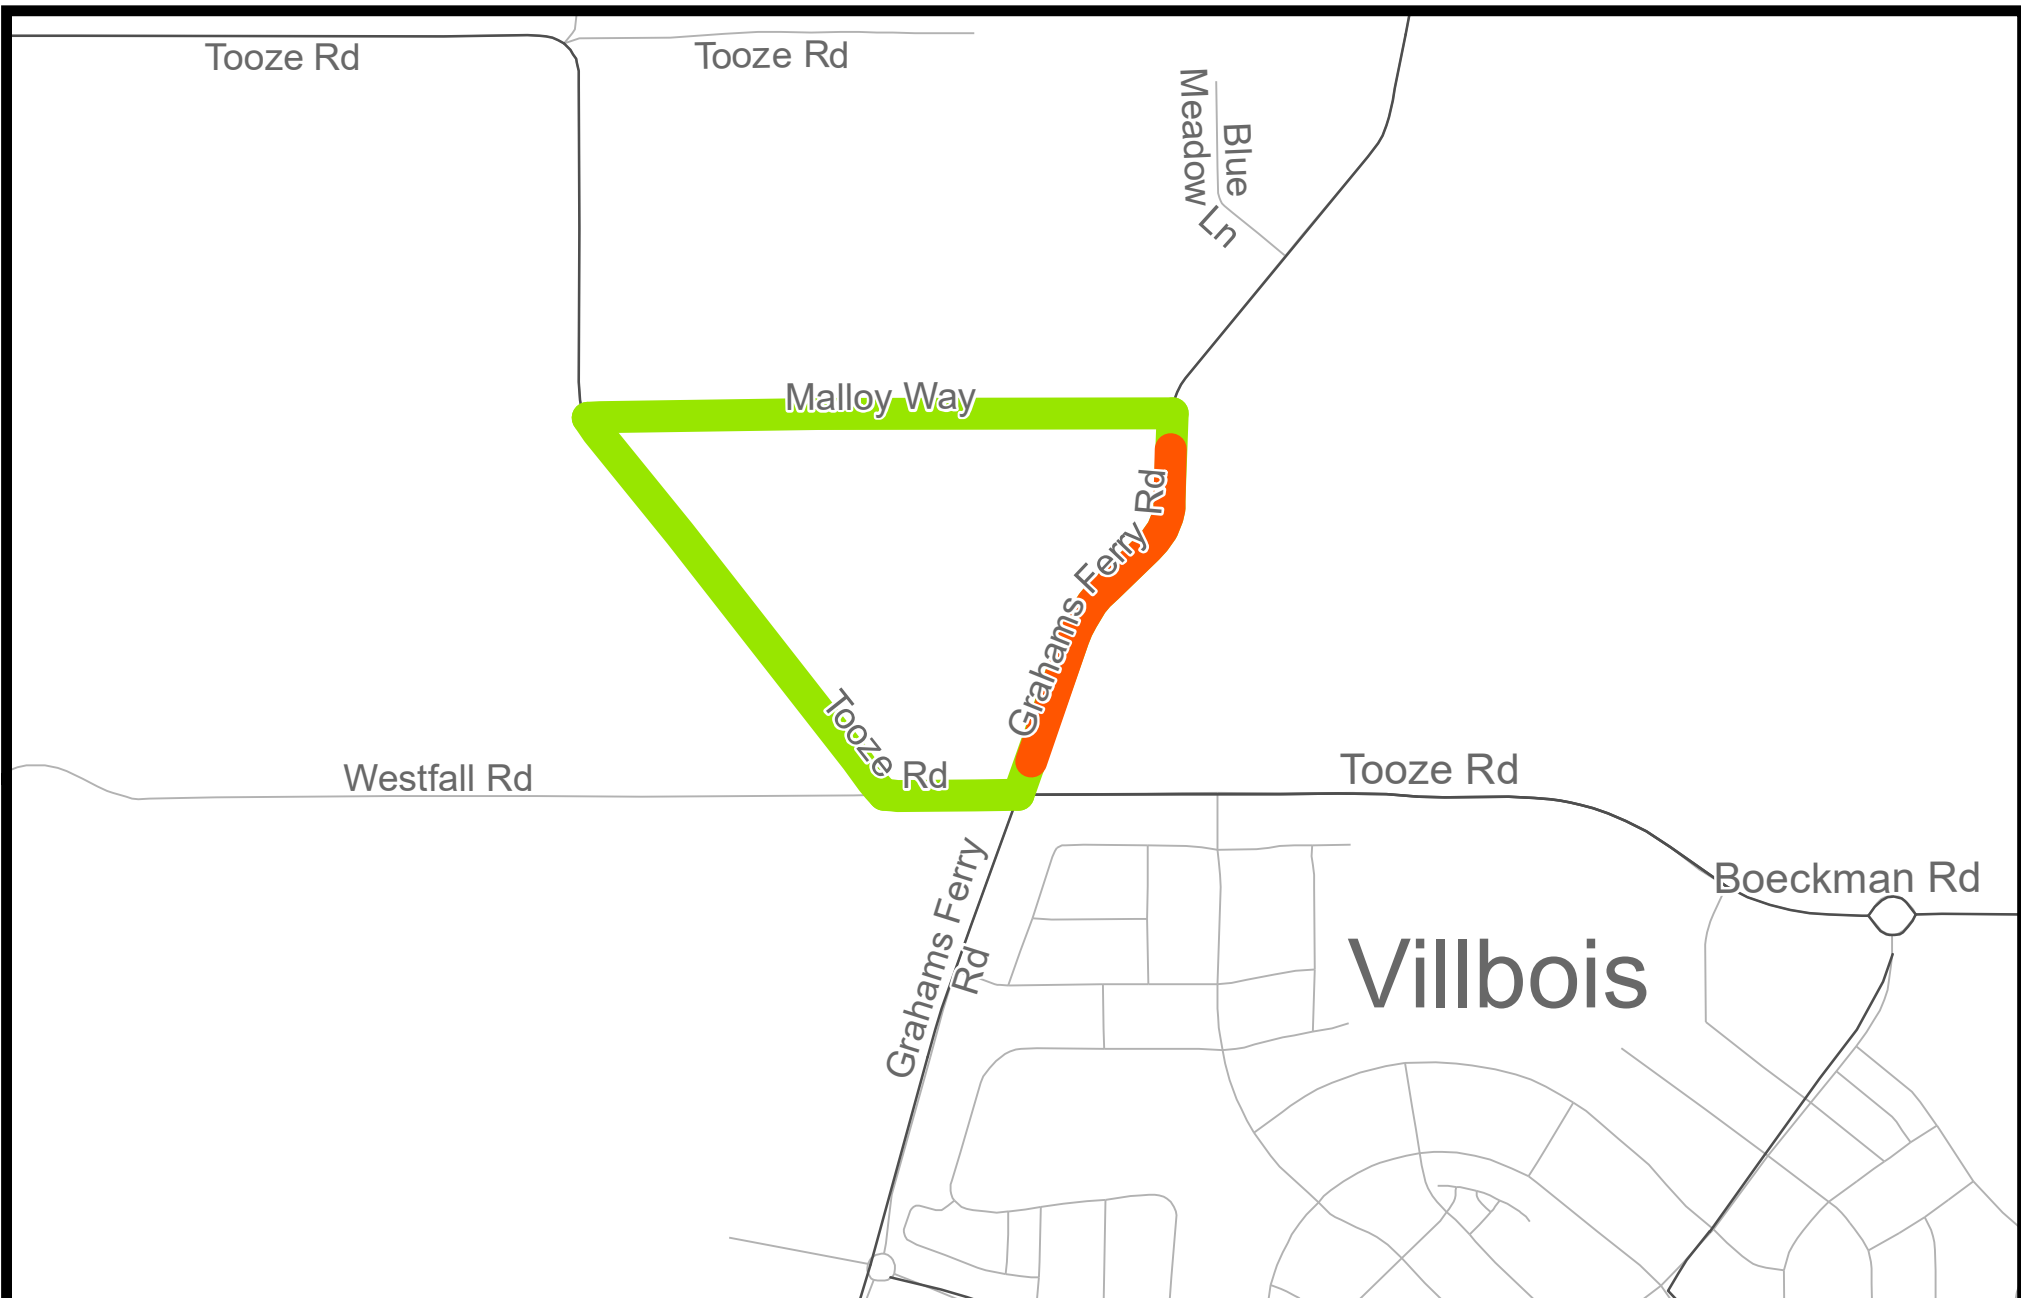 Tooze Rd
Tooze Rd
Blue
Meadow Ln
Malloy Way
Grahams Ferry Rd
Tooze Rd
Westfall Rd
Tooze Rd
Boeckman Rd
Grahams Ferry
Rd
Villbois